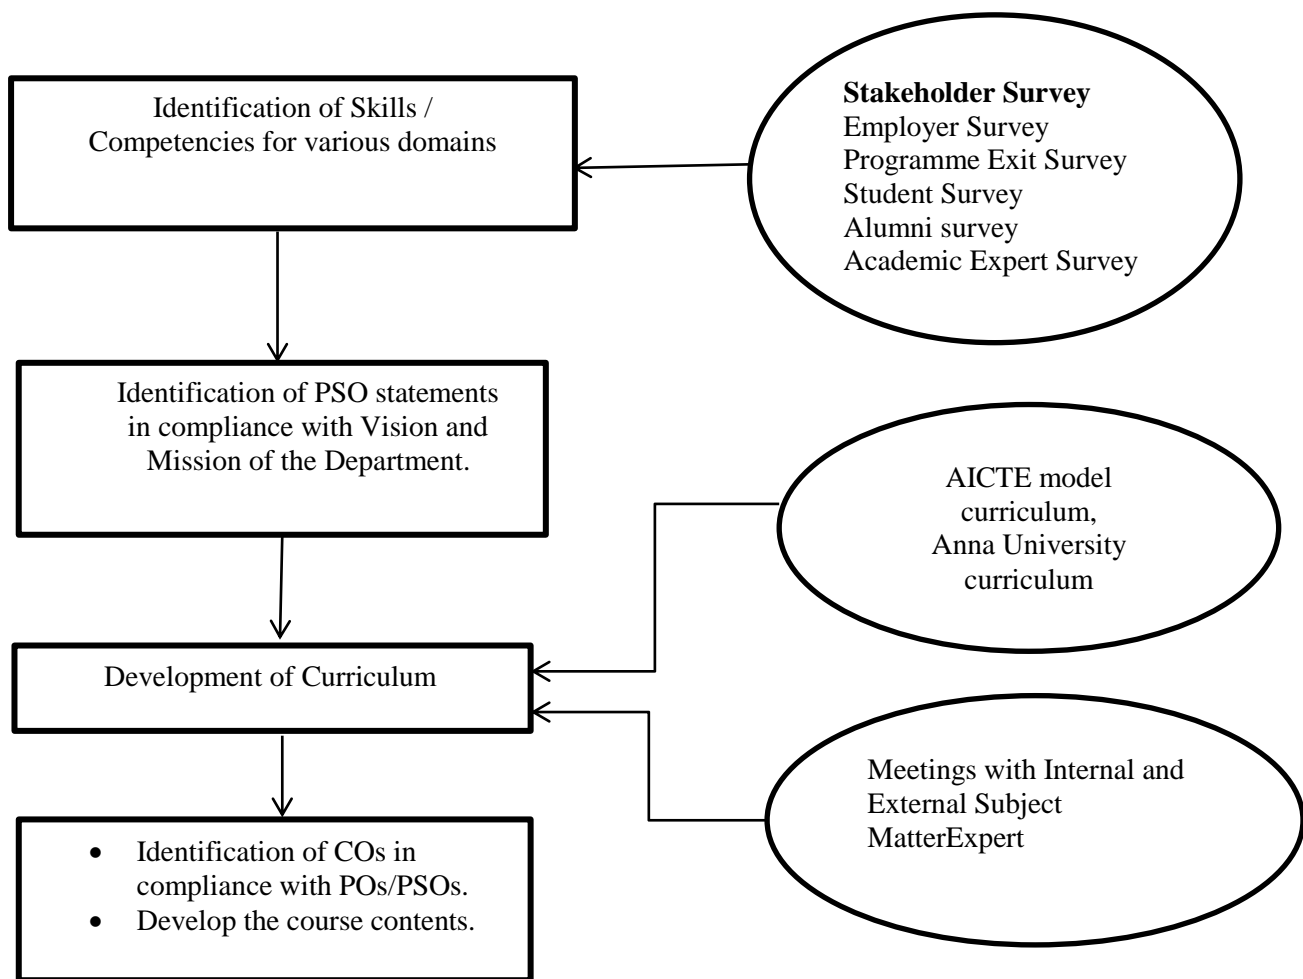 Identification of Skills /
Competencies for various domains
Stakeholder Survey
Employer Survey
Programme Exit Survey
Student Survey
Alumni survey
Academic Expert Survey
Identification of PSO statements
in compliance with Vision and
Mission of the Department.
AICTE model
curriculum,
Anna University
curriculum
Development of Curriculum
Meetings with Internal and
External Subject
MatterExpert
• Identification of COs in
compliance with POs/PSOs.
• Develop the course contents.